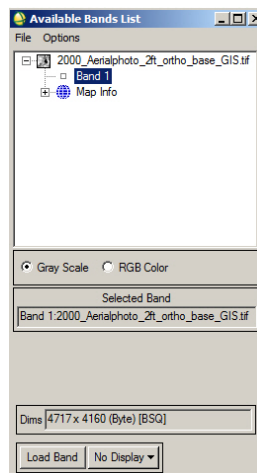 Available Bands List
File Options
2000_Aerialphoto_2ft_ortho_base_GIS.tif
Band 1
Map Info
Gray Scale RGB Color
Selected Band
Band 1:2000_Aerialphoto_2ft_ortho_base_GIS.tif
Dims 4717 x 4160 (Byte) [BSQ]
Load Band No Display